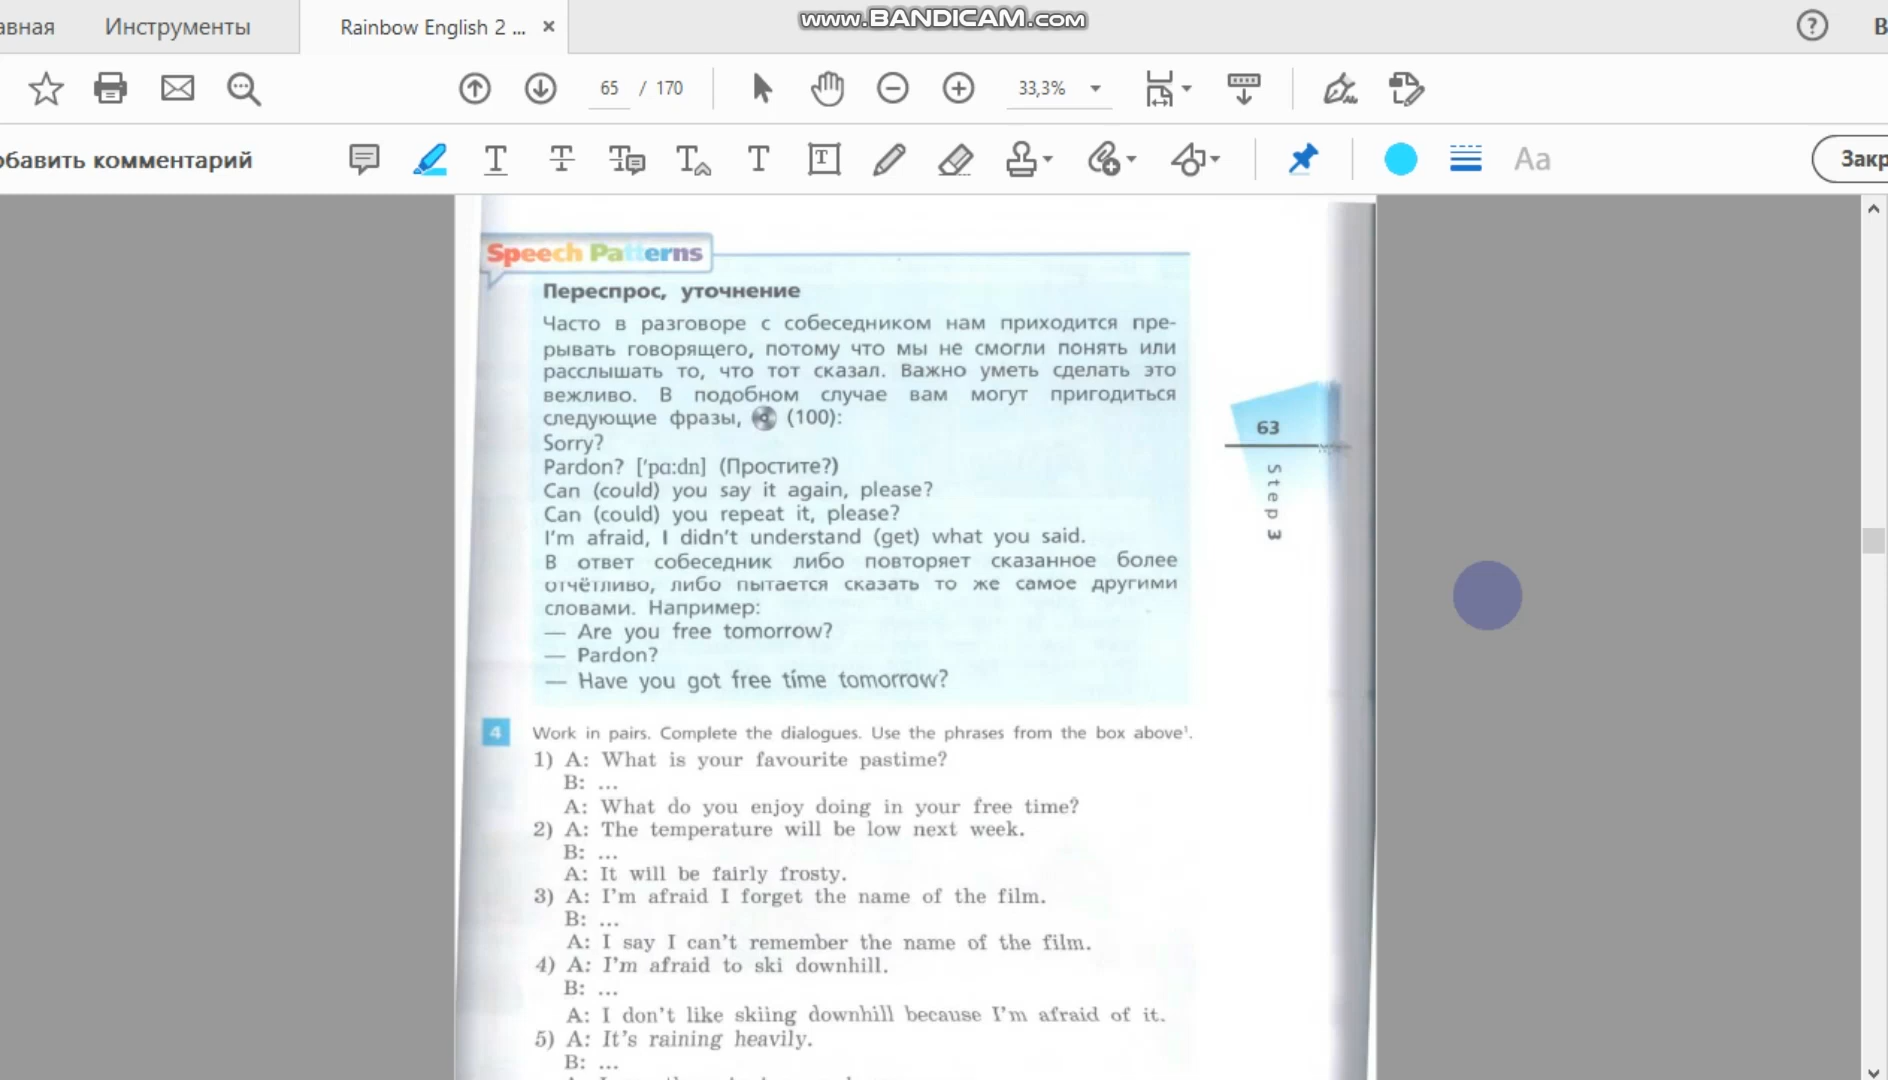 авная
Инструменты
Rainbow English 2 ...
www.BANDICAM.com
65 / 170
33,3%
обавить комментарий
Aa
Закр
Speech Patterns
Переспрос, уточнение
Часто в разговоре с собеседником нам приходится пре-
рывать говорящего, потому что мы не смогли понять или
расслышать то, что тот сказал. Важно уметь сделать это
вежливо. В подобном случае вам могут пригодиться
следующие фразы, (100):
Sorry?
Pardon? ['pɑ:dn] (Простите?)
Can (could) you say it again, please?
Can (could) you repeat it, please?
I'm afraid, I didn't understand (get) what you said.
В ответ собеседник либо повторяет сказанное более
отчётливо, либо пытается сказать то же самое другими
словами. Например:
— Are you free tomorrow?
— Pardon?
— Have you got free time tomorrow?
63
Step 3
4 Work in pairs. Complete the dialogues. Use the phrases from the box above¹.
1) A: What is your favourite pastime?
B: ...
A: What do you enjoy doing in your free time?
2) A: The temperature will be low next week.
B: ...
A: It will be fairly frosty.
3) A: I'm afraid I forget the name of the film.
B: ...
A: I say I can't remember the name of the film.
4) A: I'm afraid to ski downhill.
B: ...
A: I don't like skiing downhill because I'm afraid of it.
5) A: It's raining heavily.
B: ...